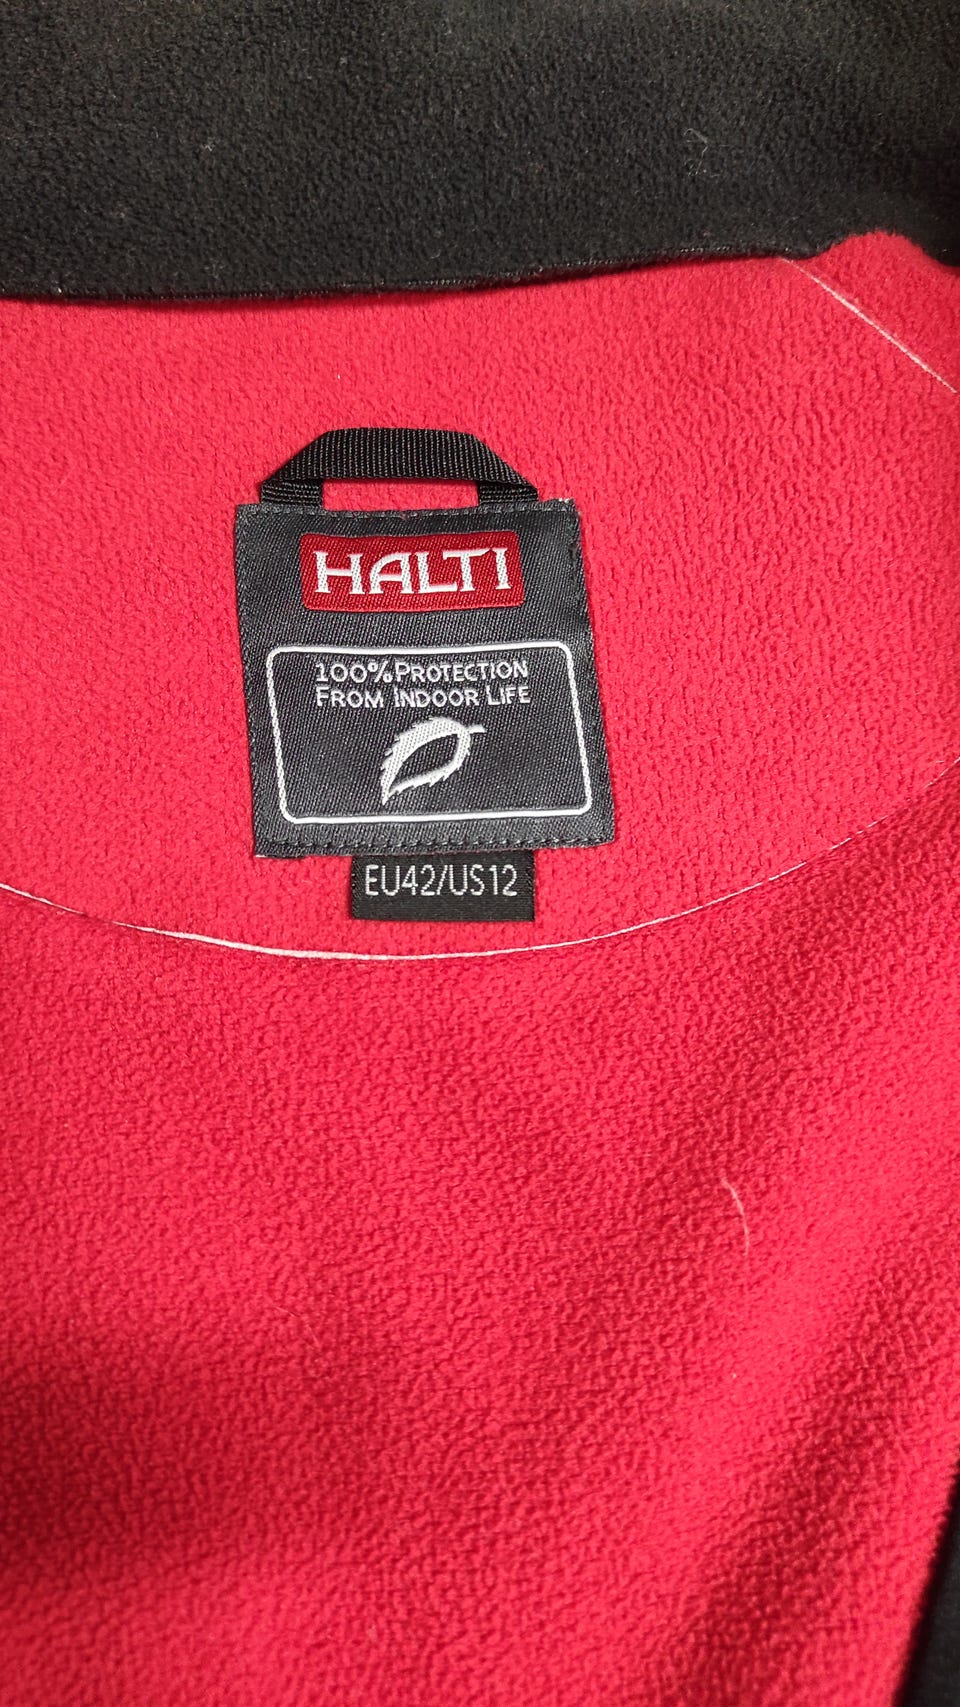 HALTI
100% PROTECTION
FROM INDOOR LIFE
EU42/US12